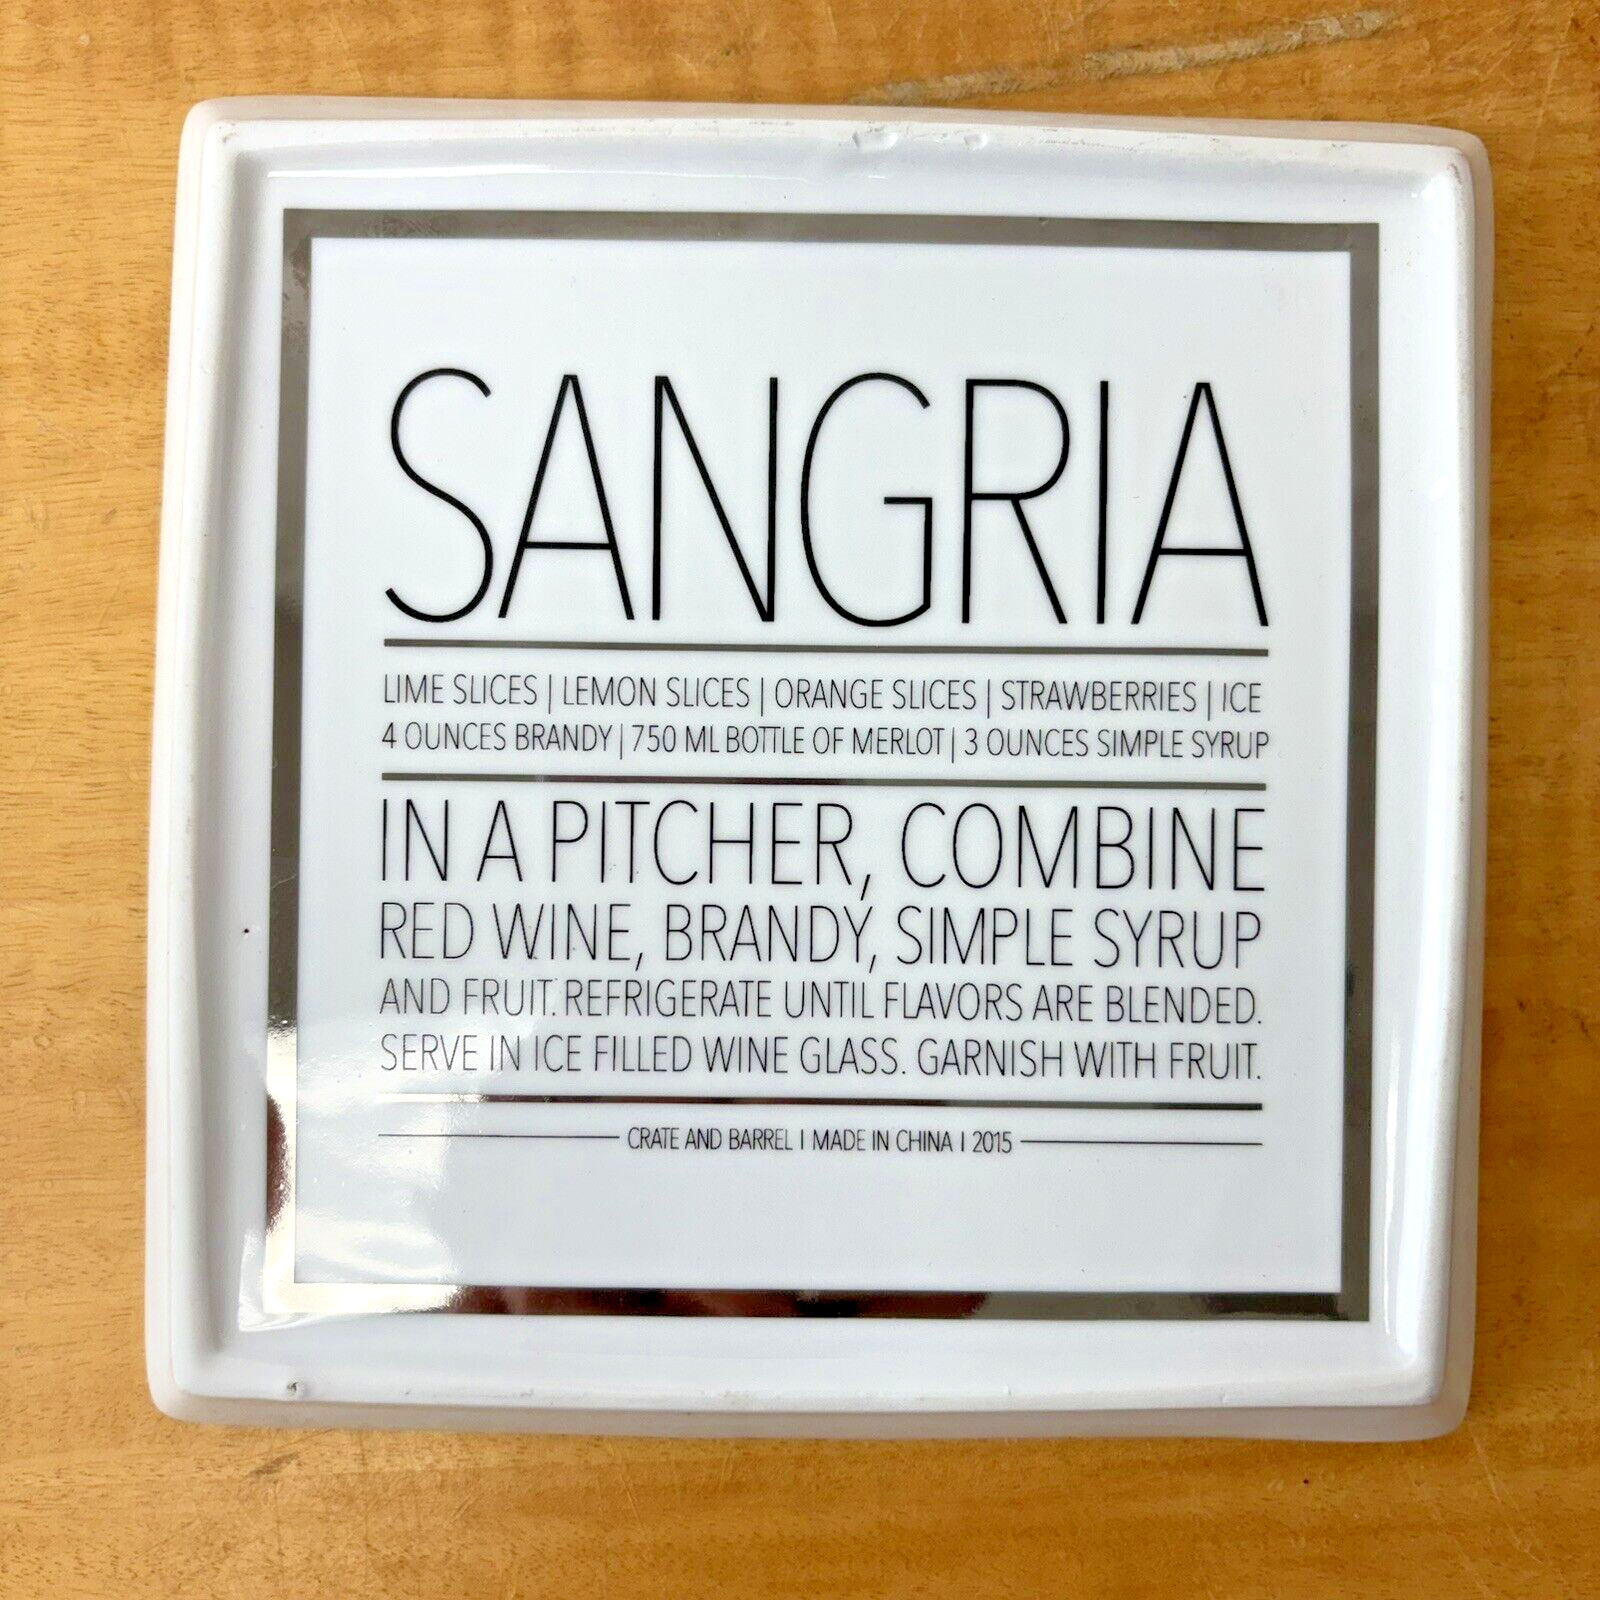 SANGRIA
LIME SLICES | LEMON SLICES | ORANGE SLICES | STRAWBERRIES | ICE
4 OUNCES BRANDY | 750 ML BOTTLE OF MERLOT | 3 OUNCES SIMPLE SYRUP
IN A PITCHER, COMBINE
RED WINE, BRANDY, SIMPLE SYRUP
AND FRUIT. REFRIGERATE UNTIL FLAVORS ARE BLENDED.
SERVE IN ICE FILLED WINE GLASS. GARNISH WITH FRUIT.
CRATE AND BARREL | MADE IN CHINA | 2015